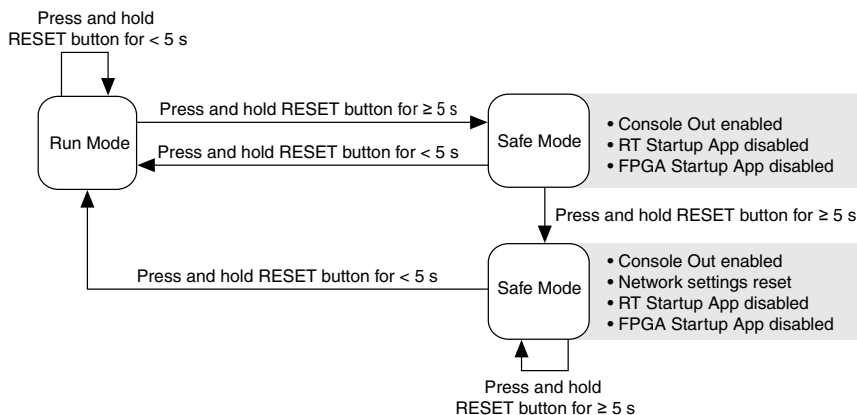 Press and hold
RESET button for < 5 s
Press and hold RESET button for ≥ 5 s
Run Mode
Safe Mode
• Console Out enabled
• RT Startup App disabled
• FPGA Startup App disabled
Press and hold RESET button for < 5 s
Press and hold RESET button for ≥ 5 s
Press and hold RESET button for < 5 s
Safe Mode
• Console Out enabled
• Network settings reset
• RT Startup App disabled
• FPGA Startup App disabled
Press and hold
RESET button for ≥ 5 s